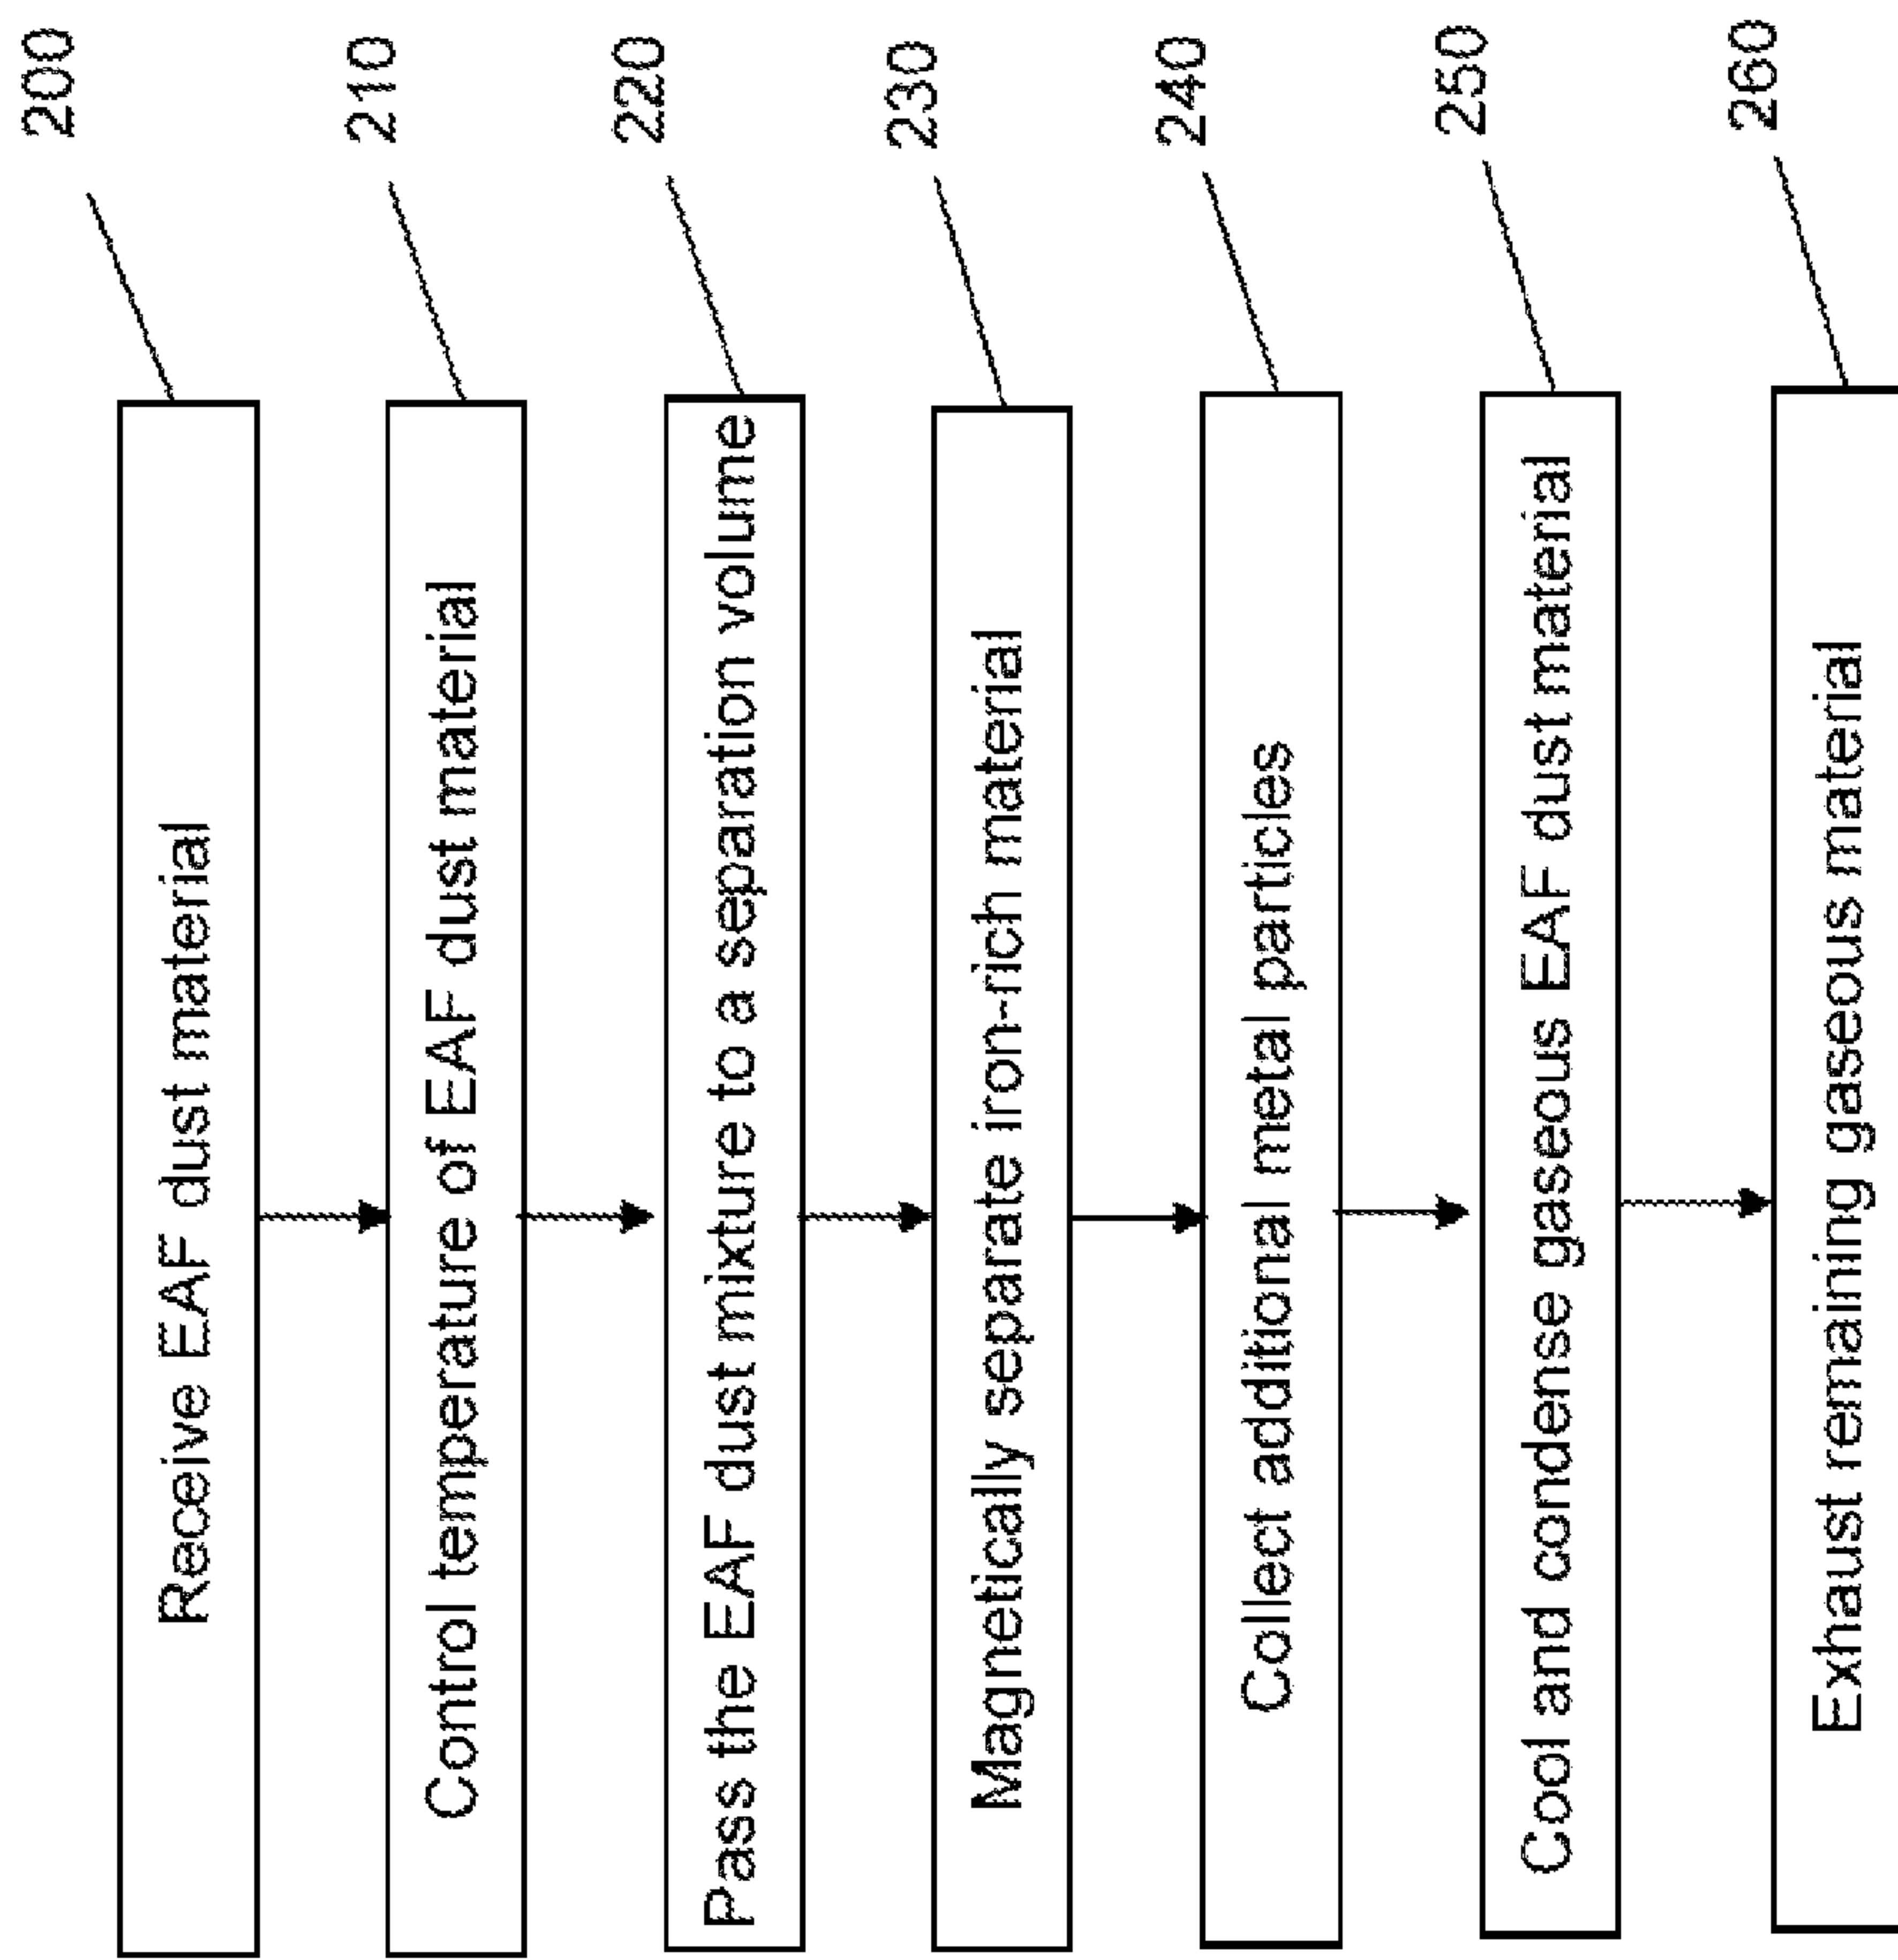 Receive EAF dust material
200
Control temperature of EAF dust material
210
Pass the EAF dust mixture to a separation volume
220
Magnetically separate iron-rich material
230
Collect additional metal particles
240
Cool and condense gaseous EAF dust material
250
Exhaust remaining gaseous material
260